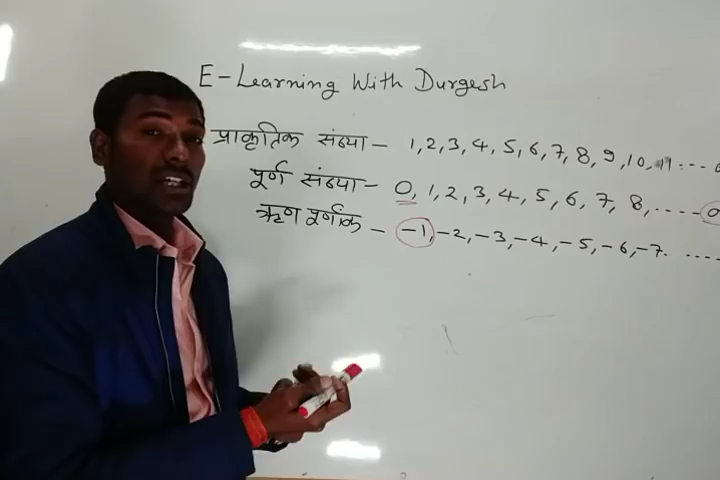 E-Learning With Durgesh
प्राकृतिक संख्या - 1, 2, 3, 4, 5, 6, 7, 8, 9, 10, 11 ....
पूर्ण संख्या - 0, 1, 2, 3, 4, 5, 6, 7, 8, ....
ऋण पूर्णांक - -1, -2, -3, -4, -5, -6, -7. ....